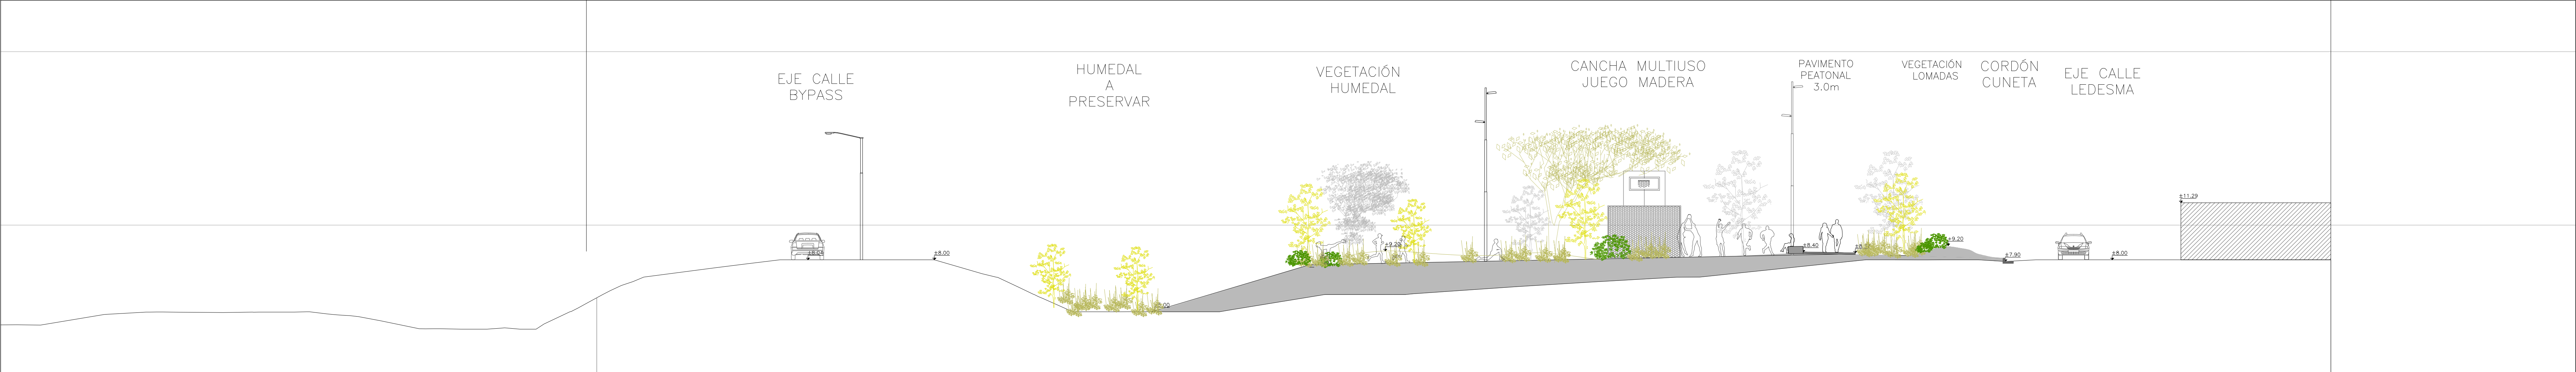 EJE CALLE
BYPASS
HUMEDAL
A
PRESERVAR
VEGETACIÓN
HUMEDAL
CANCHA MULTIUSO
JUEGO MADERA
PAVIMENTO
PEATONAL
3.0m
VEGETACIÓN
LOMADAS
CORDÓN
CUNETA
EJE CALLE
LEDESMA
±11.29
±8.00
±9.20
±8.40
±9.20
±7.90
±8.00